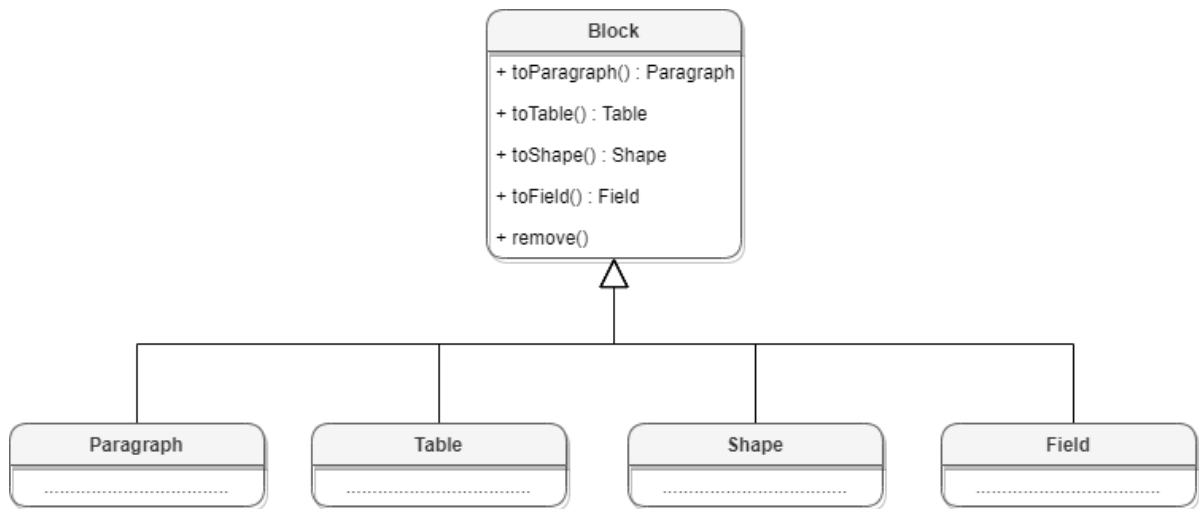 Block
+ toParagraph() : Paragraph
+ toTable() : Table
+ toShape() : Shape
+ toField() : Field
+ remove()
Paragraph
Table
Shape
Field